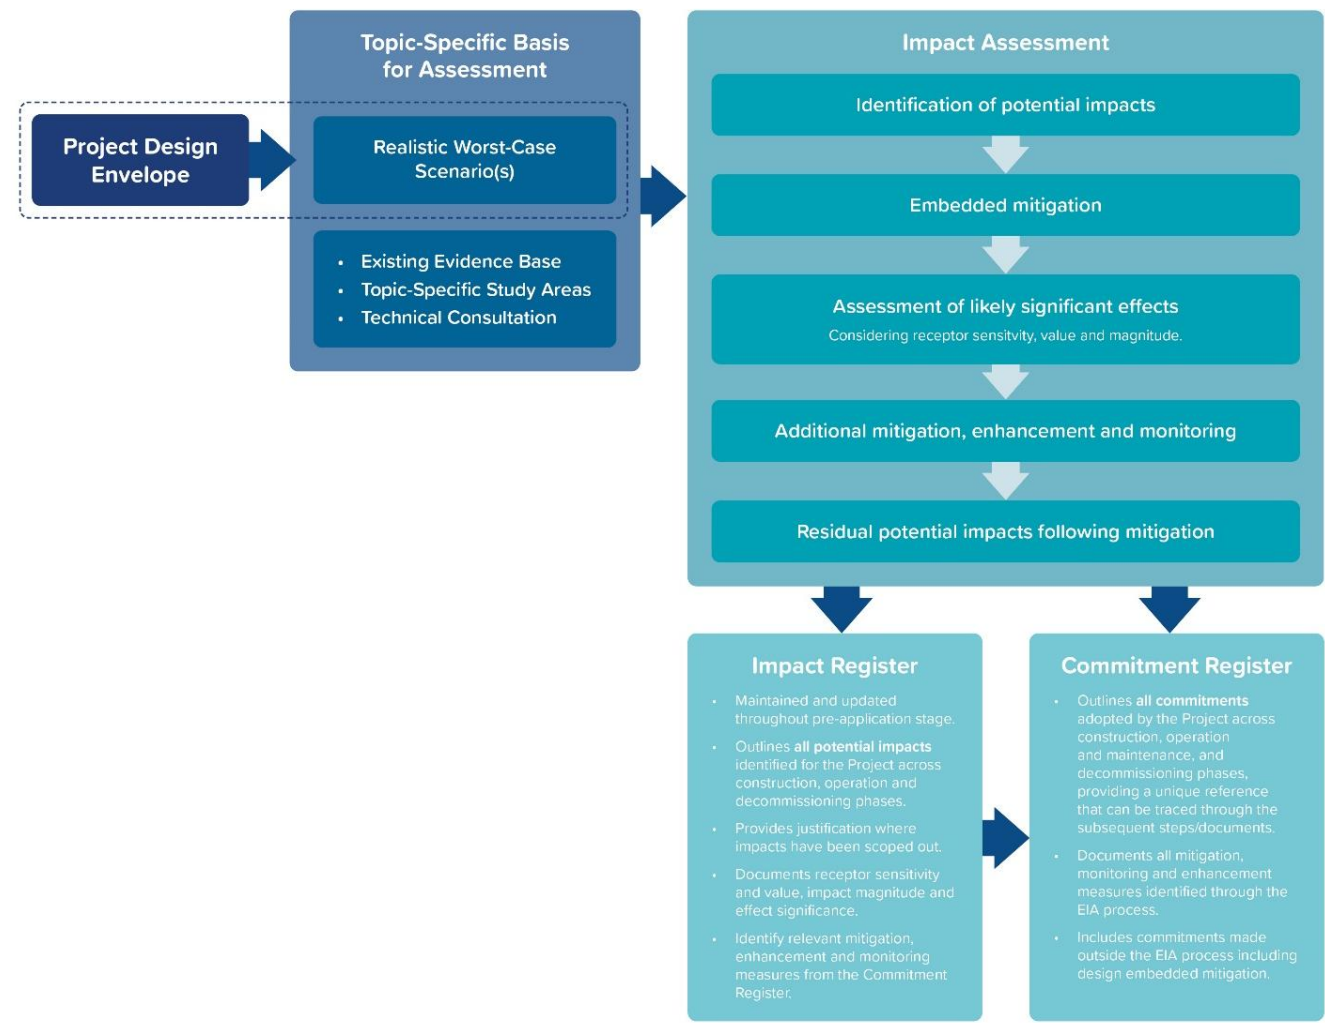 Project Design
Envelope
Topic-Specific Basis
for Assessment
Realistic Worst-Case
Scenario(s)
• Existing Evidence Base
• Topic-Specific Study Areas
• Technical Consultation
Impact Assessment
Identification of potential impacts
Embedded mitigation
Assessment of likely significant effects
Considering receptor sensitvity, value and magnitude.
Additional mitigation, enhancement and monitoring
Residual potential impacts following mitigation
Impact Register
• Maintained and updated
throughout pre-application stage.
• Outlines all potential impacts
identified for the Project across
construction, operation and
decommissioning phases.
• Provides justification where
impacts have been scoped out.
• Documents receptor sensitivity
and value, impact magnitude and
effect significance.
• Identify relevant mitigation,
enhancement and monitoring
measures from the Commitment
Register.
Commitment Register
• Outlines all commitments
adopted by the Project across
construction, operation
and maintenance, and
decommissioning phases,
providing a unique reference
that can be traced through the
subsequent steps/documents.
• Documents all mitigation,
monitoring and enhancement
measures identified through the
EIA process.
• Includes commitments made
outside the EIA process including
design embedded mitigation.